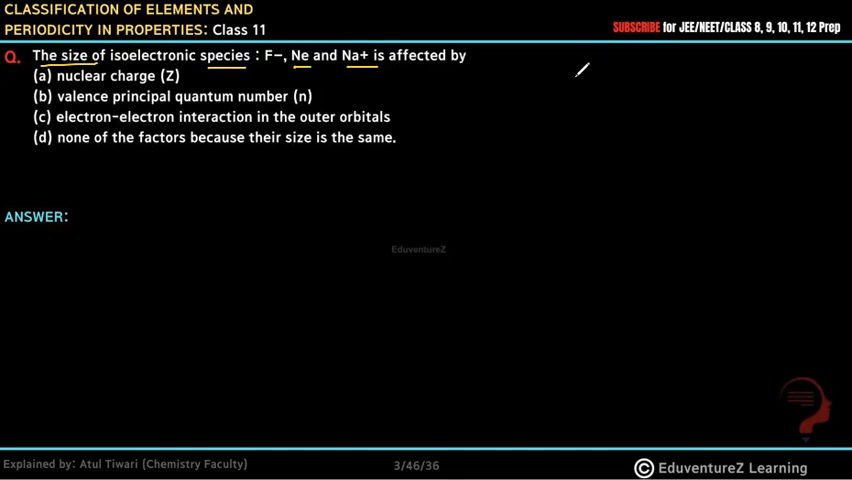 CLASSIFICATION OF ELEMENTS AND
PERIODICITY IN PROPERTIES: Class 11
SUBSCRIBE for JEE/NEET/CLASS 8, 9, 10, 11, 12 Prep
Q. The size of isoelectronic species : F−, Ne and Na+ is affected by
(a) nuclear charge (Z)
(b) valence principal quantum number (n)
(c) electron-electron interaction in the outer orbitals
(d) none of the factors because their size is the same.
ANSWER:
EduventureZ
Explained by: Atul Tiwari (Chemistry Faculty)
3/46/36
© EduventureZ Learning